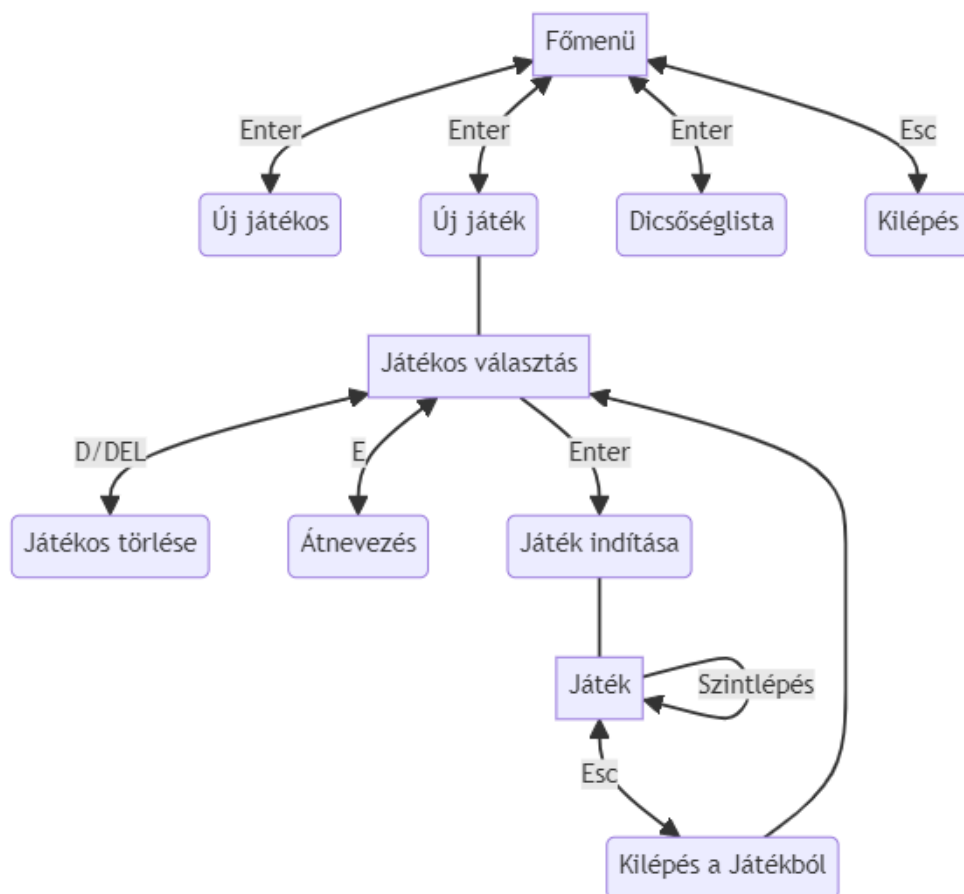 Főmenü
Enter
Enter
Enter
Esc
Új játékos
Új játék
Dicsőséglista
Kilépés
Játékos választás
D/DEL
E
Enter
Játékos törlése
Átnevezés
Játék indítása
Játék
Szintlépés
Esc
Kilépés a Játékból